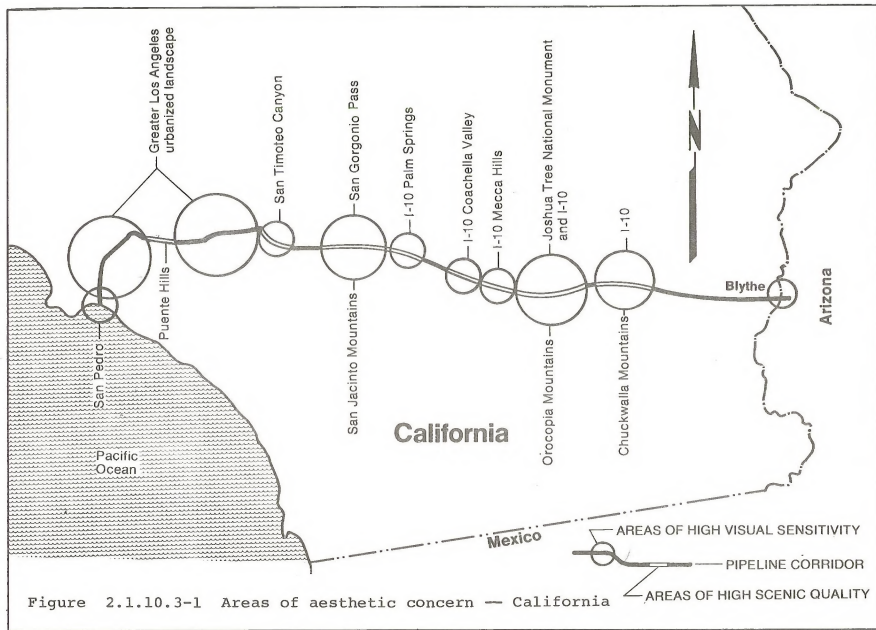 Greater Los Angeles
urbanized landscape
San Timoteo Canyon
San Gorgonio Pass
I-10 Palm Springs
I-10 Coachella Valley
I-10 Mecca Hills
Joshua Tree National Monument
and I-10
I-10
N
San Pedro
Puente Hills
San Jacinto Mountains
Orocopia Mountains
Chuckwalla Mountains
Blythe
Arizona
California
Pacific
Ocean
Mexico
AREAS OF HIGH VISUAL SENSITIVITY
PIPELINE CORRIDOR
AREAS OF HIGH SCENIC QUALITY
Figure 2.1.10.3-1 Areas of aesthetic concern — California